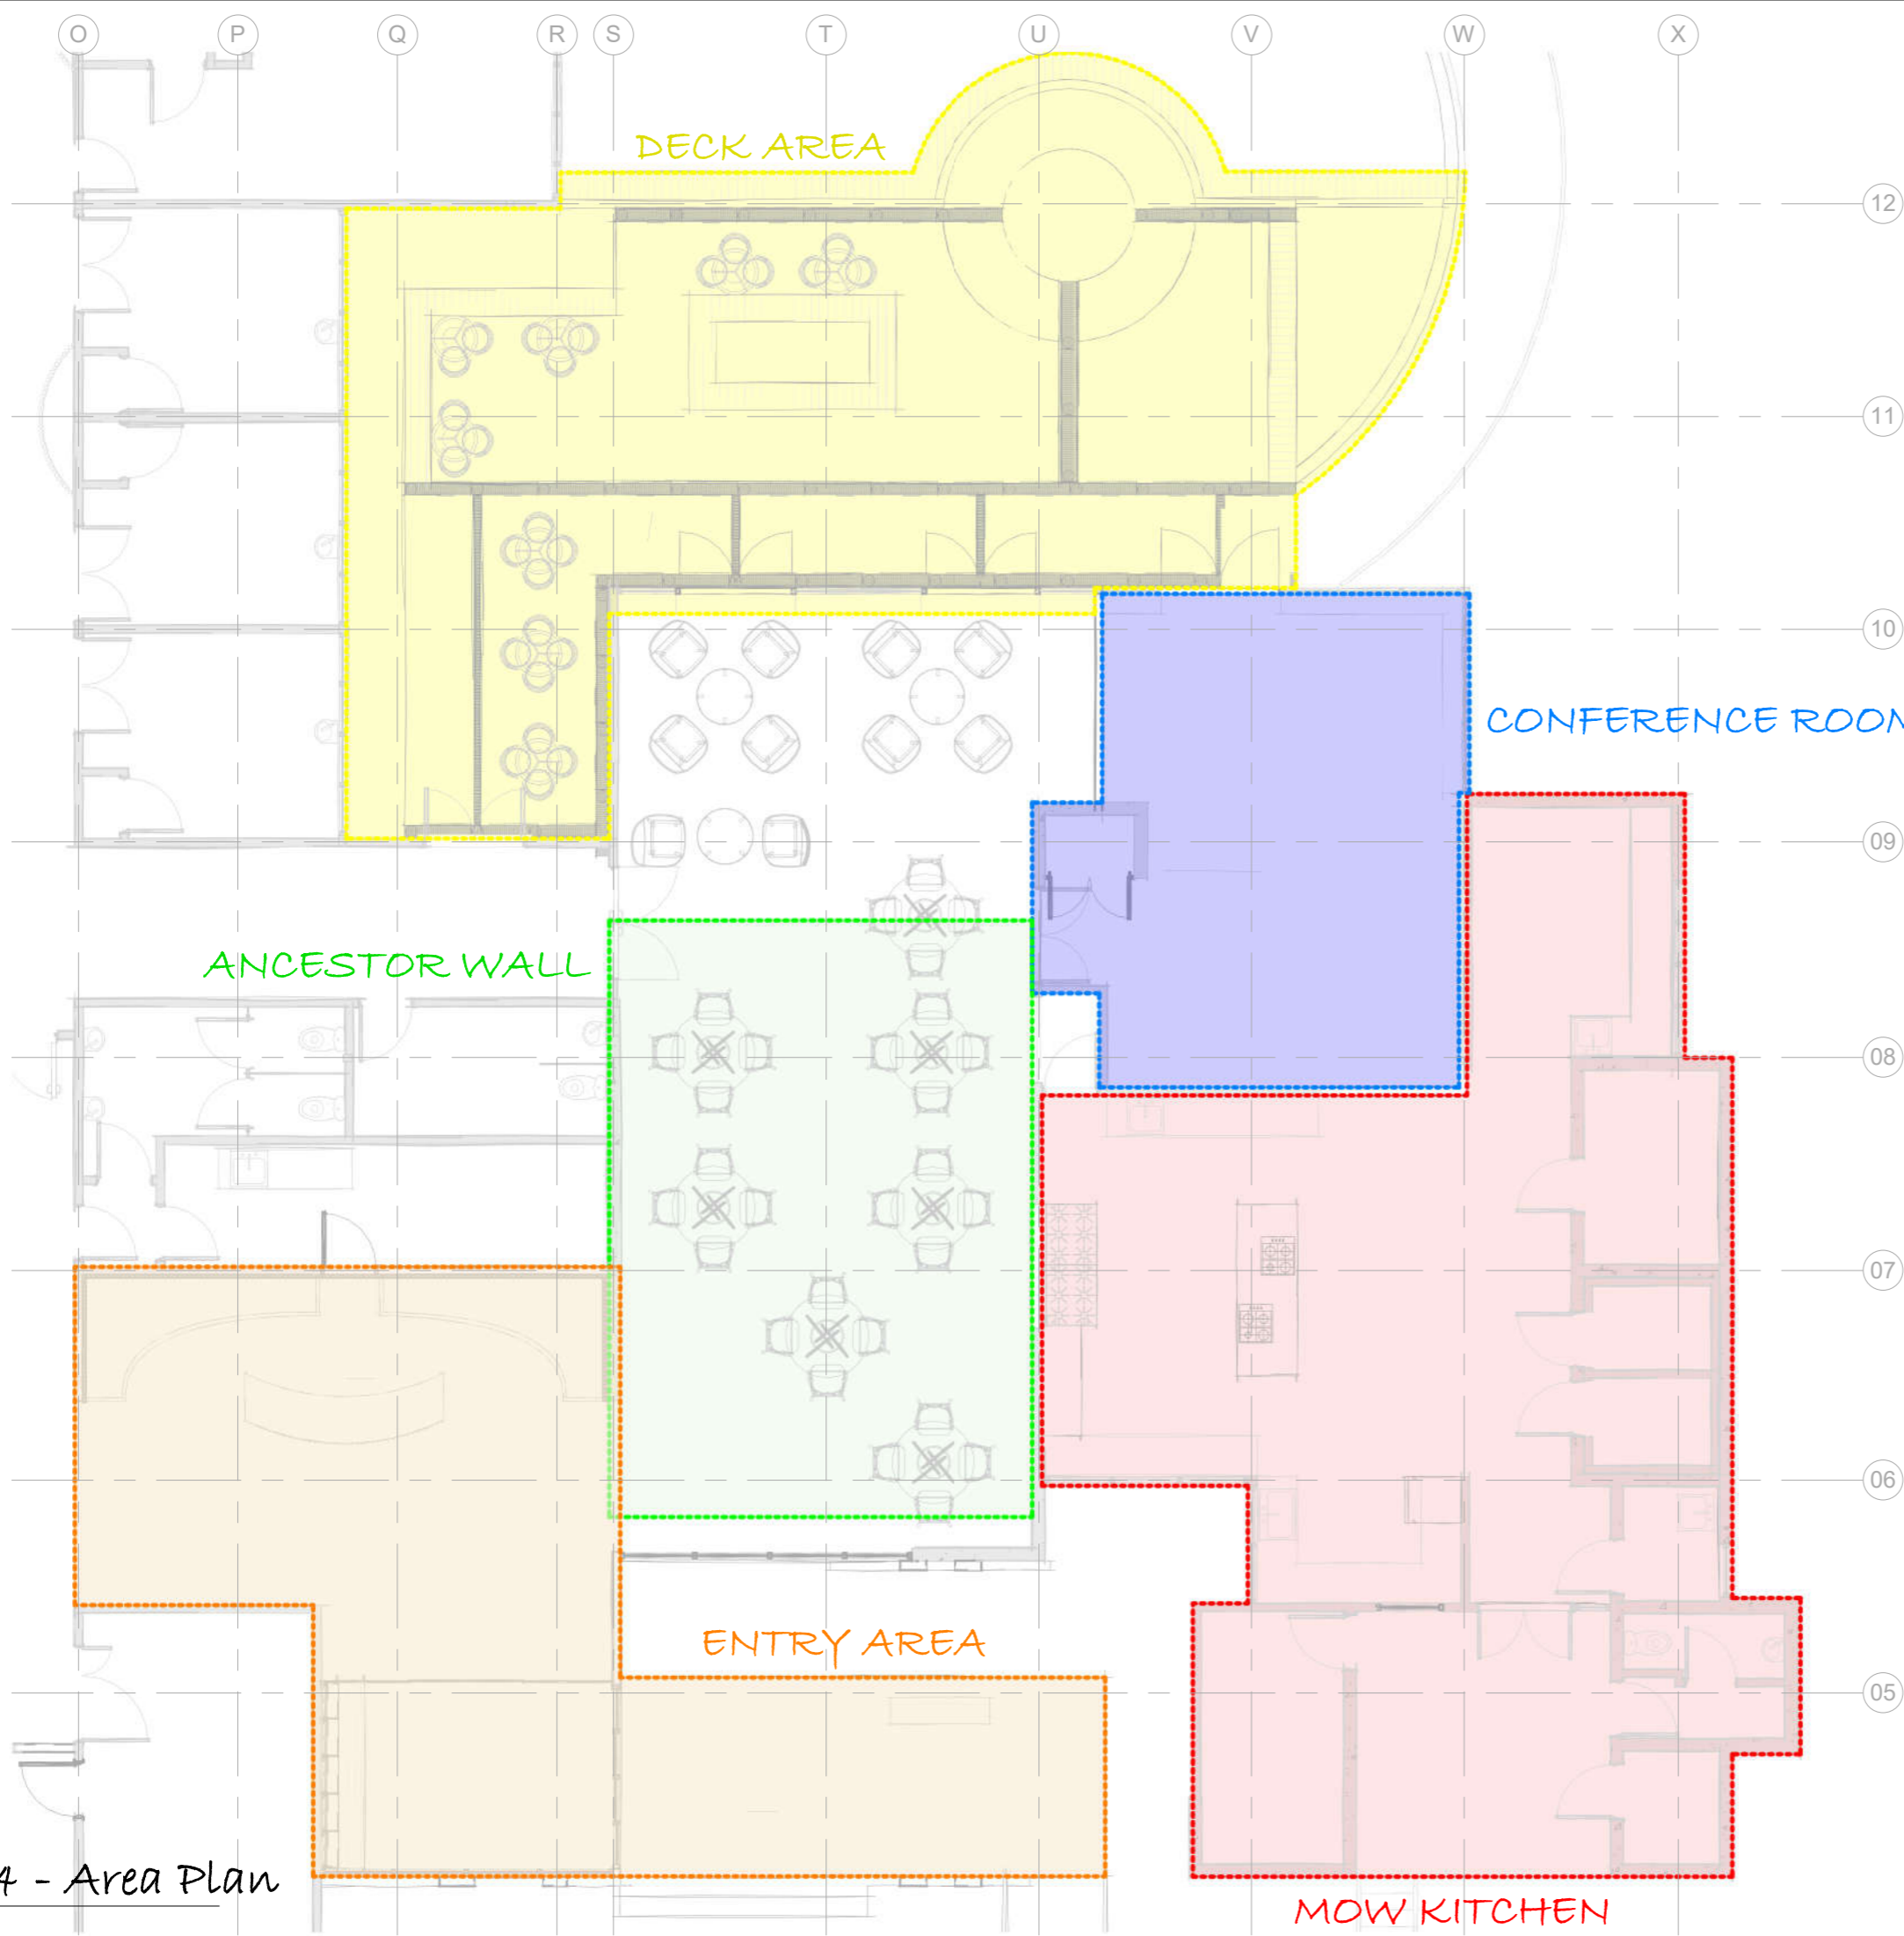 O P Q R S T U V W X
DECK AREA
12
11
10
CONFERENCE ROOM
09
ANCESTOR WALL
08
07
06
ENTRY AREA
05
4 - Area Plan
MOW KITCHEN